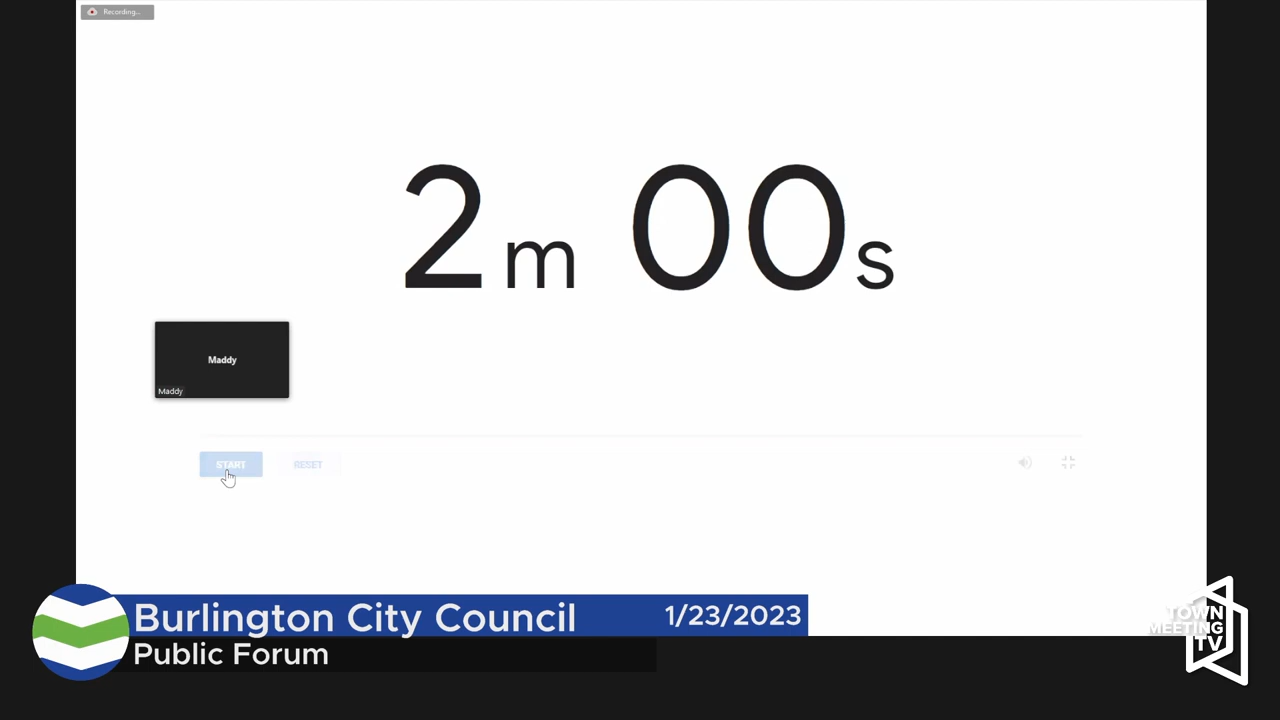 Recording...
2m 00s
Maddy
Maddy
START
RESET
Burlington City Council
1/23/2023
Public Forum
TOWN
MEETING
TV